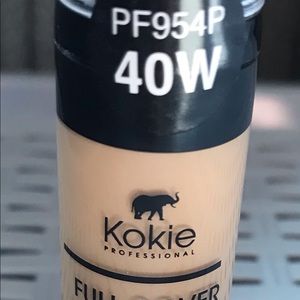 PF954P
40W
Kokie
PROFESSIONAL
FULL COVER